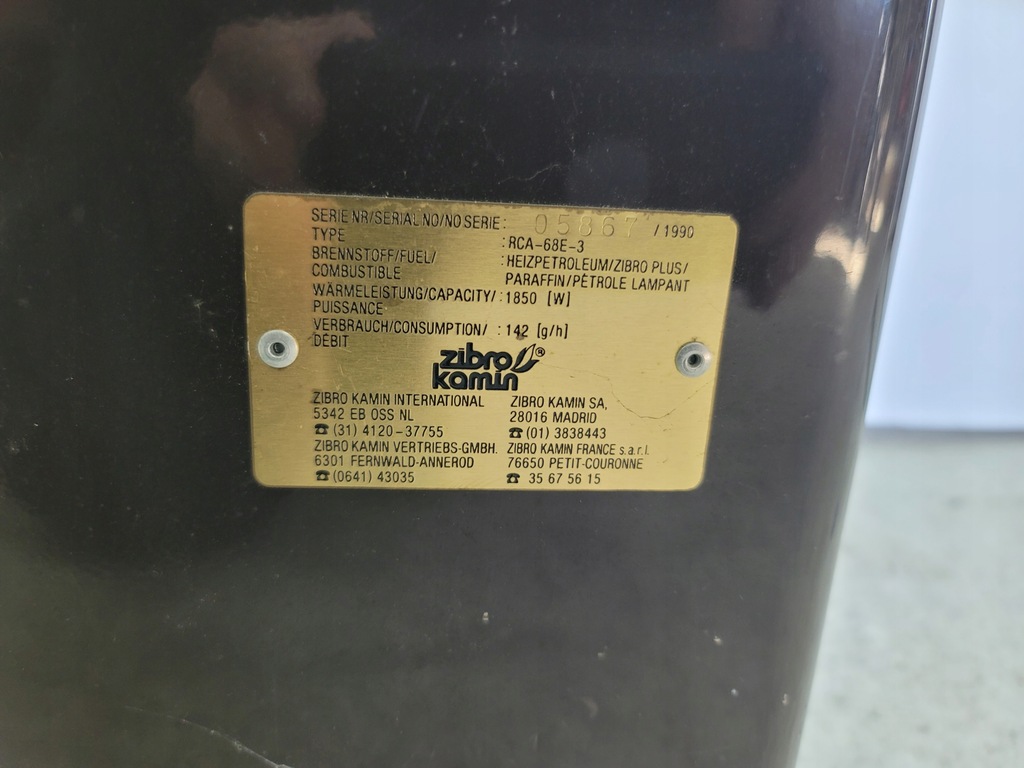 SERIE NR/SERIAL NO/NO SERIE : 05867 / 1990
TYPE : RCA-68E-3
BRENNSTOFF/FUEL/ : HEIZPETROLEUM/ZIBRO PLUS/
COMBUSTIBLE PARAFFIN/PÉTROLE LAMPANT
WÄRMELEISTUNG/CAPACITY/ : 1850 [W]
PUISSANCE
VERBRAUCH/CONSUMPTION/ : 142 [g/h]
DÉBIT
zibro ®
kamin
ZIBRO KAMIN INTERNATIONAL
5342 EB OSS NL
☎ (31) 4120-37755
ZIBRO KAMIN VERTRIEBS-GMBH.
6301 FERNWALD-ANNEROD
☎ (0641) 43035
ZIBRO KAMIN SA,
28016 MADRID
☎ (01) 3838443
ZIBRO KAMIN FRANCE s.a.r.l.
76650 PETIT-COURONNE
☎ 35 67 56 15